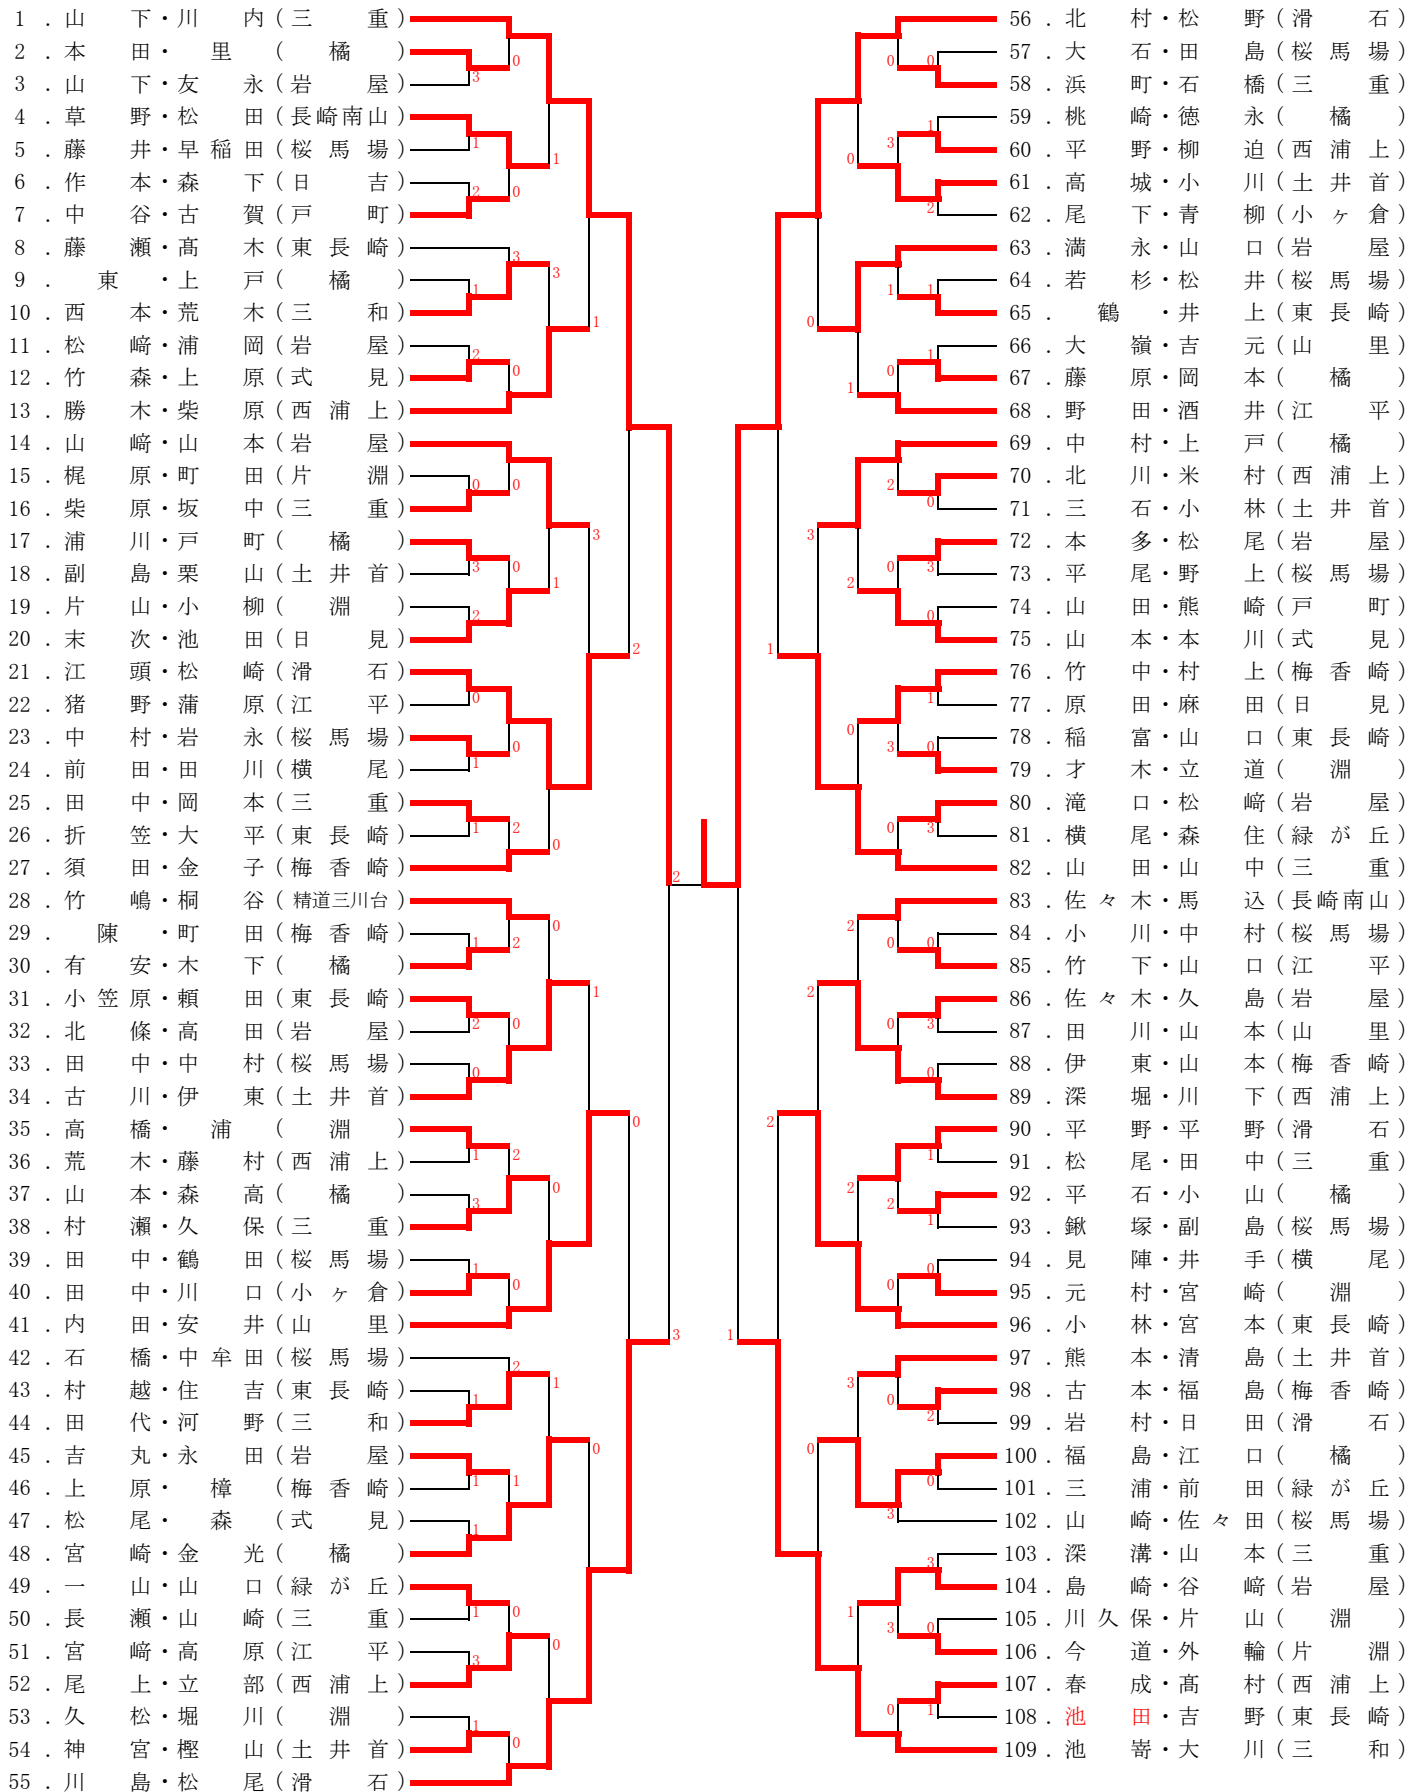 1．山　下・川　内（三　重）
2．本　田・　里　（　橘　）
3．山　下・友　永（岩　屋）
4．草　野・松　田（長崎南山）
5．藤　井・早稲田（桜馬場）
6．作　本・森　下（日　吉）
7．中　谷・古　賀（戸　町）
8．藤　瀬・髙　木（東長崎）
9．　東　・上　戸（　橘　）
10．西　本・荒　木（三　和）
11．松　﨑・浦　岡（岩　屋）
12．竹　森・上　原（式　見）
13．勝　木・柴　原（西浦上）
14．山　﨑・山　本（岩　屋）
15．梶　原・町　田（片　淵）
16．柴　原・坂　中（三　重）
17．浦　川・戸　町（　橘　）
18．副　島・栗　山（土井首）
19．片　山・小　柳（　淵　）
20．末　次・池　田（日　見）
21．江　頭・松　崎（滑　石）
22．猪　野・蒲　原（江　平）
23．中　村・岩　永（桜馬場）
24．前　田・田　川（横　尾）
25．田　中・岡　本（三　重）
26．折　笠・大　平（東長崎）
27．須　田・金　子（梅香崎）
28．竹　嶋・桐　谷（精道三川台）
29．　陳　・町　田（梅香崎）
30．有　安・木　下（　橘　）
31．小笠原・頼　田（東長崎）
32．北　條・高　田（岩　屋）
33．田　中・中　村（桜馬場）
34．古　川・伊　東（土井首）
35．高　橋・　浦　（　淵　）
36．荒　木・藤　村（西浦上）
37．山　本・森　高（　橘　）
38．村　瀬・久　保（三　重）
39．田　中・鶴　田（桜馬場）
40．田　中・川　口（小ヶ倉）
41．内　田・安　井（山　里）
42．石　橋・中牟田（桜馬場）
43．村　越・住　吉（東長崎）
44．田　代・河　野（三　和）
45．吉　丸・永　田（岩　屋）
46．上　原・　樟　（梅香崎）
47．松　尾・　森　（式　見）
48．宮　崎・金　光（　橘　）
49．一　山・山　口（緑が丘）
50．長　瀬・山　崎（三　重）
51．宮　﨑・高　原（江　平）
52．尾　上・立　部（西浦上）
53．久　松・堀　川（　淵　）
54．神　宮・樫　山（土井首）
55．川　島・松　尾（滑　石）
56．北　村・松　野（滑　石）
57．大　石・田　島（桜馬場）
58．浜　町・石　橋（三　重）
59．桃　崎・徳　永（　橘　）
60．平　野・柳　迫（西浦上）
61．高　城・小　川（土井首）
62．尾　下・青　柳（小ヶ倉）
63．満　永・山　口（岩　屋）
64．若　杉・松　井（桜馬場）
65．　鶴　・井　上（東長崎）
66．大　嶺・吉　元（山　里）
67．藤　原・岡　本（　橘　）
68．野　田・酒　井（江　平）
69．中　村・上　戸（　橘　）
70．北　川・米　村（西浦上）
71．三　石・小　林（土井首）
72．本　多・松　尾（岩　屋）
73．平　尾・野　上（桜馬場）
74．山　田・熊　崎（戸　町）
75．山　本・本　川（式　見）
76．竹　中・村　上（梅香崎）
77．原　田・麻　田（日　見）
78．稲　富・山　口（東長崎）
79．才　木・立　道（　淵　）
80．滝　口・松　﨑（岩　屋）
81．横　尾・森　住（緑が丘）
82．山　田・山　中（三　重）
83．佐々木・馬　込（長崎南山）
84．小　川・中　村（桜馬場）
85．竹　下・山　口（江　平）
86．佐々木・久　島（岩　屋）
87．田　川・山　本（山　里）
88．伊　東・山　本（梅香崎）
89．深　堀・川　下（西浦上）
90．平　野・平　野（滑　石）
91．松　尾・田　中（三　重）
92．平　石・小　山（　橘　）
93．鍬　塚・副　島（桜馬場）
94．見　陣・井　手（横　尾）
95．元　村・宮　崎（　淵　）
96．小　林・宮　本（東長崎）
97．熊　本・清　島（土井首）
98．古　本・福　島（梅香崎）
99．岩　村・日　田（滑　石）
100．福　島・江　口（　橘　）
101．三　浦・前　田（緑が丘）
102．山　崎・佐々田（桜馬場）
103．深　溝・山　本（三　重）
104．島　崎・谷　﨑（岩　屋）
105．川久保・片　山（　淵　）
106．今　道・外　輪（片　淵）
107．春　成・髙　村（西浦上）
108．池　田・吉　野（東長崎）
109．池　嵜・大　川（三　和）